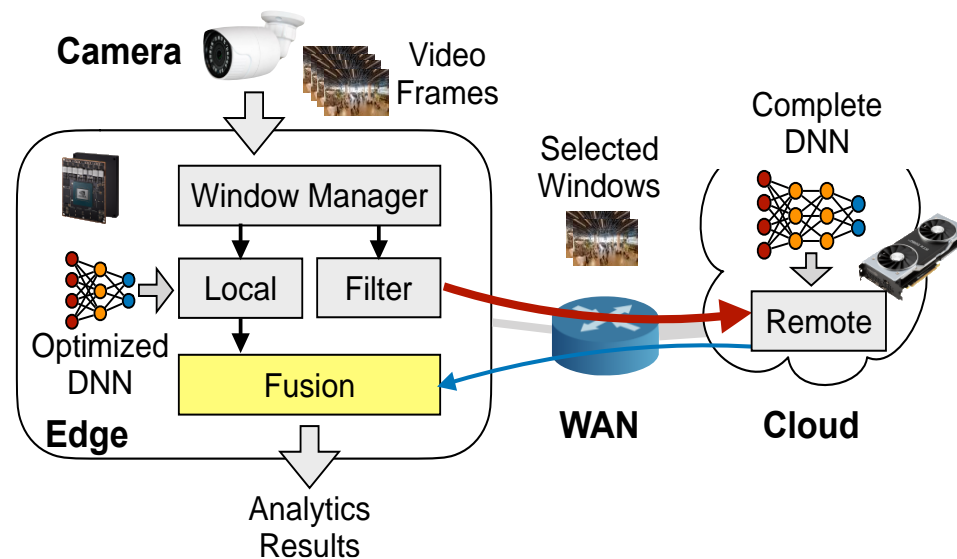 Camera
Video
Frames
Complete
DNN
Selected
Windows
Window Manager
Local
Filter
Remote
Optimized
DNN
Fusion
Edge
WAN
Cloud
Analytics
Results